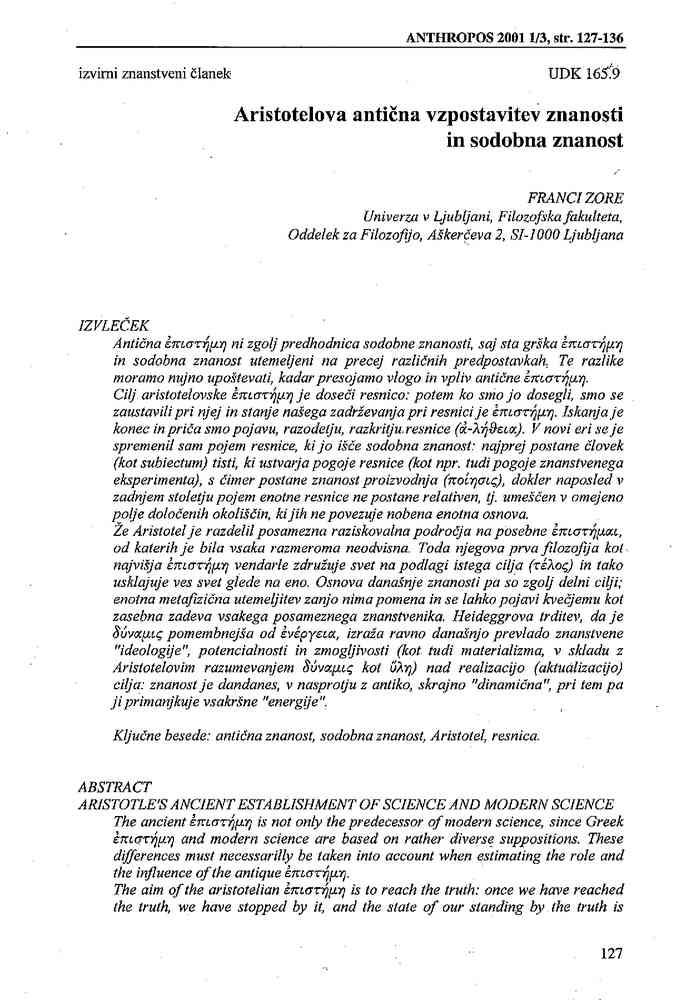 ANTHROPOS 2001 1/3, str. 127-136
izvirni znanstveni članek UDK 165.9
Aristotelova antična vzpostavitev znanosti
in sodobna znanost
FRANCI ZORE
Univerza v Ljubljani, Filozofska fakulteta,
Oddelek za Filozofijo, Aškerčeva 2, SI-1000 Ljubljana
IZVLEČEK
Antična ἐπιστήμη ni zgolj predhodnica sodobne znanosti, saj sta grška ἐπιστήμη
in sodobna znanost utemeljeni na precej različnih predpostavkah. Te razlike
moramo nujno upoštevati, kadar presojamo vlogo in vpliv antične ἐπιστήμη.
Cilj aristotelovske ἐπιστήμη je doseči resnico: potem ko smo jo dosegli, smo se
zaustavili pri njej in stanje našega zadrževanja pri resnici je ἐπιστήμη. Iskanja je
konec in priča smo pojavu, razodetju, razkritju resnice (ἀ-λήθεια). V novi eri se je
spremenil sam pojem resnice, ki jo išče sodobna znanost: najprej postane človek
(kot subiectum) tisti, ki ustvarja pogoje resnice (kot npr. tudi pogoje znanstvenega
eksperimenta), s čimer postane znanost proizvodnja (ποίησις), dokler naposled v
zadnjem stoletju pojem enotne resnice ne postane relativen, tj. umeščen v omejeno
polje določenih okoliščin, ki jih ne povezuje nobena enotna osnova.
Že Aristotel je razdelil posamezna raziskovalna področja na posebne ἐπιστήμαι,
od katerih je bila vsaka razmeroma neodvisna. Toda njegova prva filozofija kot
najvišja ἐπιστήμη vendarle združuje svet na podlagi istega cilja (τέλος) in tako
usklajuje ves svet glede na eno. Osnova današnje znanosti pa so zgolj delni cilji;
enotna metafizična utemeljitev zanjo nima pomena in se lahko pojavi kvečjemu kot
zasebna zadeva vsakega posameznega znanstvenika. Heideggrova trditev, da je
δύναμις pomembnejša od ἐνέργεια, izraža ravno današnjo prevlado znanstvene
"ideologije", potencialnosti in zmogljivosti (kot tudi materializma, v skladu z
Aristotelovim razumevanjem δύναμις kot ὕλη) nad realizacijo (aktualizacijo)
cilja: znanost je dandanes, v nasprotju z antiko, skrajno "dinamična", pri tem pa
ji primanjkuje vsakršne "energije".
Ključne besede: antična znanost, sodobna znanost, Aristotel, resnica.
ABSTRACT
ARISTOTLE'S ANCIENT ESTABLISHMENT OF SCIENCE AND MODERN SCIENCE
The ancient ἐπιστήμη is not only the predecessor of modern science, since Greek
ἐπιστήμη and modern science are based on rather diverse suppositions. These
differences must necessarilly be taken into account when estimating the role and
the influence of the antique ἐπιστήμη.
The aim of the aristotelian ἐπιστήμη is to reach the truth: once we have reached
the truth, we have stopped by it, and the state of our standing by the truth is
127